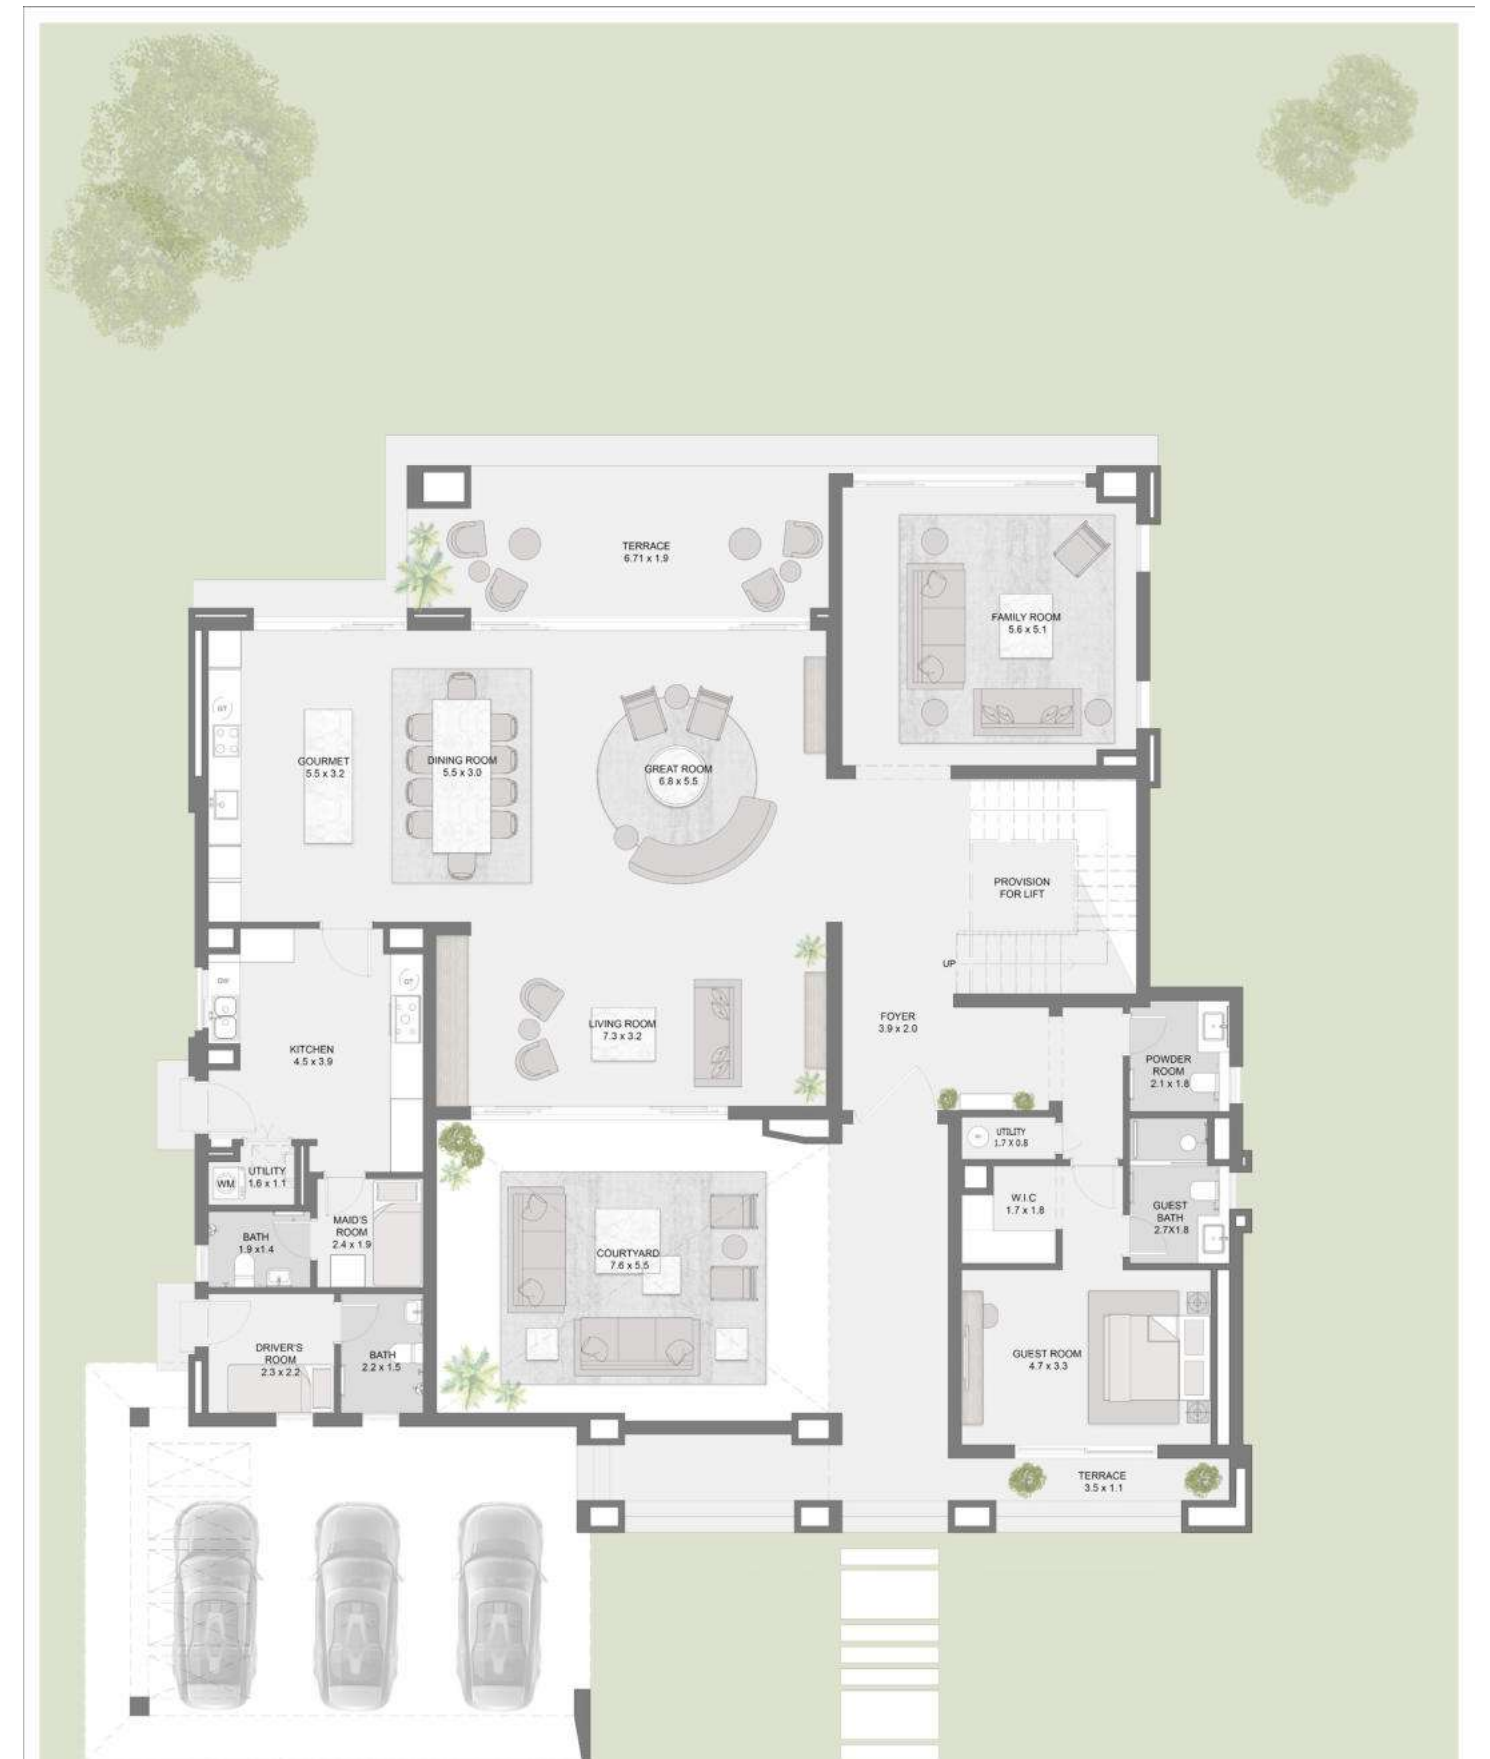 TERRACE
6.71 x 1.9
FAMILY ROOM
5.6 x 5.1
GT
GOURMET
5.5 x 3.2
DINING ROOM
5.5 x 3.0
GREAT ROOM
6.8 x 5.5
PROVISION
FOR LIFT
UP
DW
GT
KITCHEN
4.5 x 3.9
LIVING ROOM
7.3 x 3.2
FOYER
3.9 x 2.0
POWDER
ROOM
2.1 x 1.8
UTILITY
1.7 X 0.8
UTILITY
1.6 x 1.1
WM
W.I.C
1.7 x 1.8
GUEST
BATH
2.7X1.8
MAID'S
ROOM
2.4 x 1.9
BATH
1.9 x1.4
COURTYARD
7.6 x 5.5
DRIVER'S
ROOM
2.3 x 2.2
BATH
2.2 x 1.5
GUEST ROOM
4.7 x 3.3
TERRACE
3.5 x 1.1